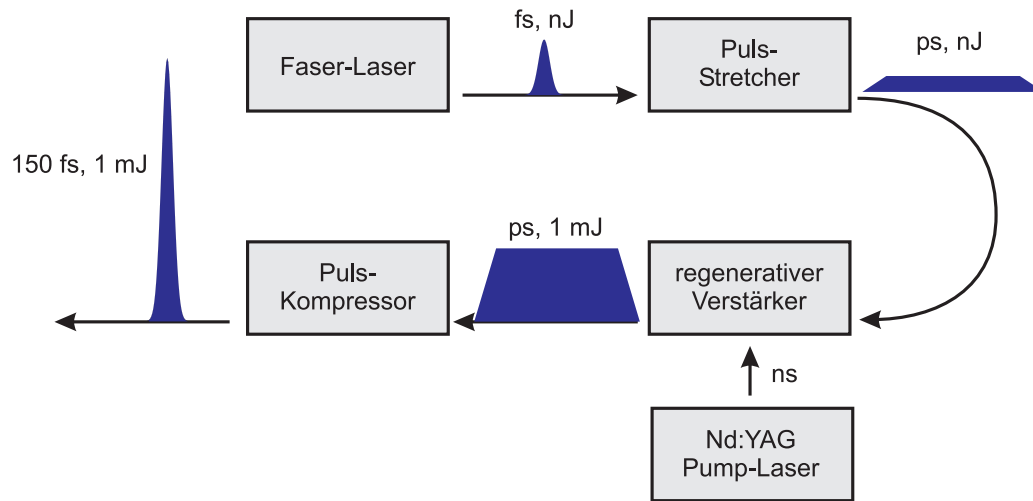 Faser-Laser
fs, nJ
Puls-
Stretcher
ps, nJ
150 fs, 1 mJ
Puls-
Kompressor
ps, 1 mJ
regenerativer
Verstärker
ns
Nd:YAG
Pump-Laser